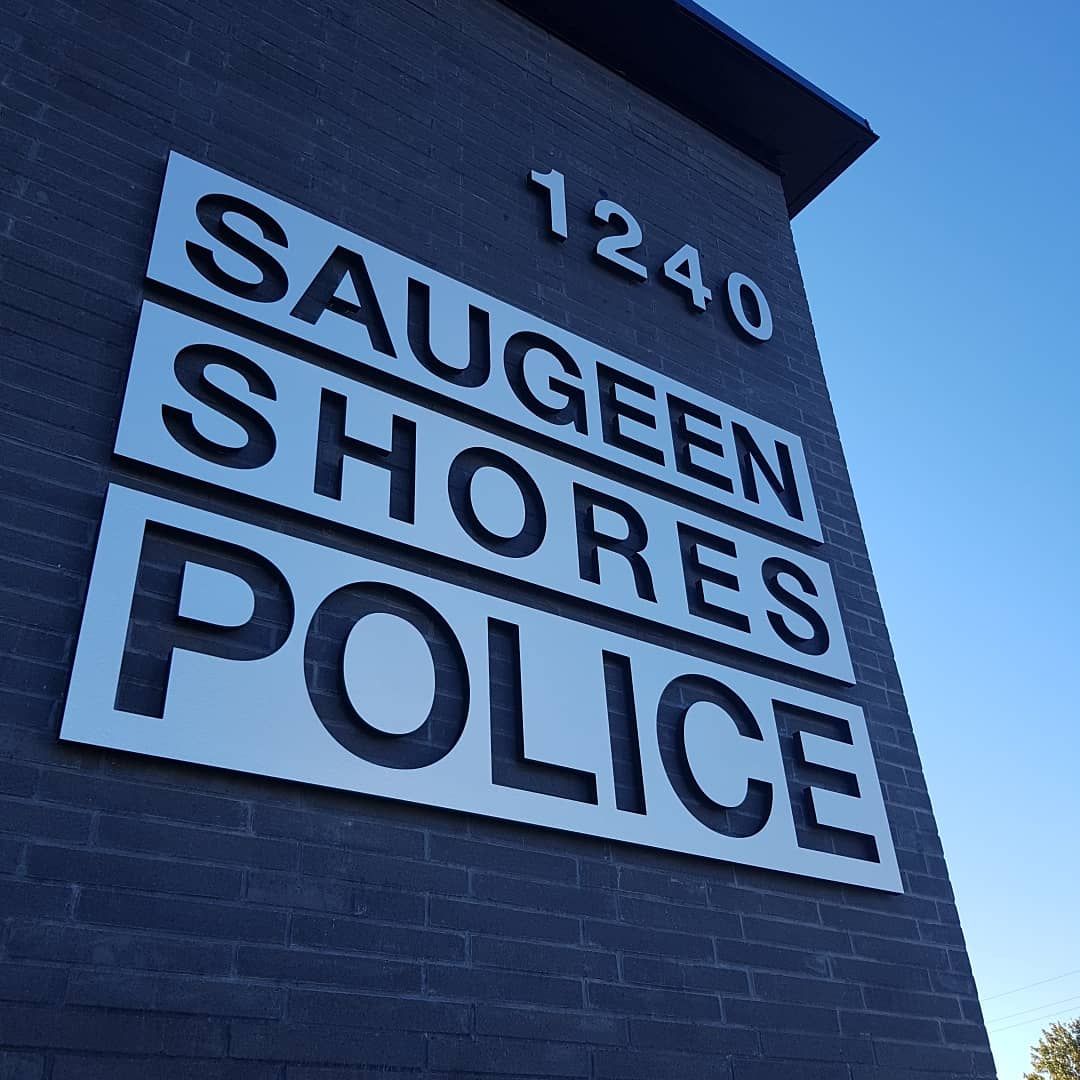 1240
SAUGEEN
SHORES
POLICE